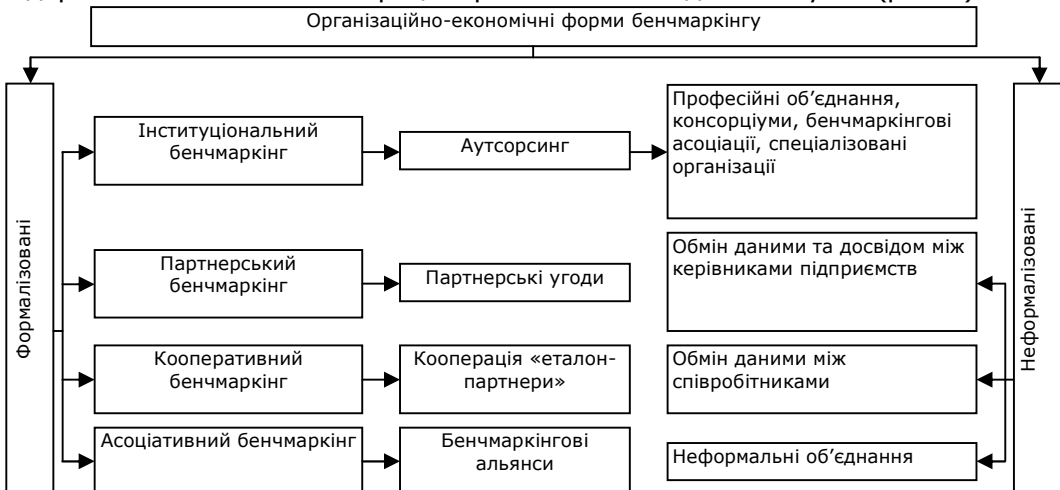 Організаційно-економічні форми бенчмаркінгу
Формалізовані
Інституціональний
бенчмаркінг
Аутсорсинг
Професійні об’єднання,
консорціуми, бенчмаркінгові
асоціації, спеціалізовані
організації
Партнерський
бенчмаркінг
Партнерські угоди
Обмін даними та досвідом між
керівниками підприємств
Кооперативний
бенчмаркінг
Кооперація «еталон-
партнери»
Обмін даними між
співробітниками
Асоціативний бенчмаркінг
Бенчмаркінгові
альянси
Неформальні об’єднання
Неформалізовані